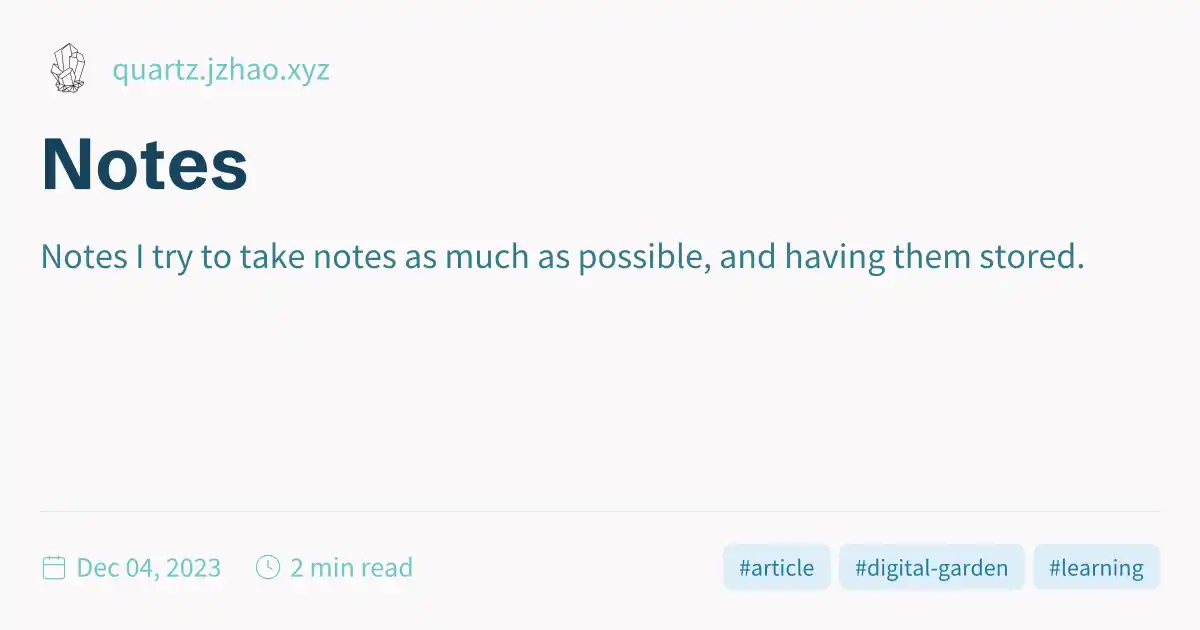 quartz.jzhao.xyz
Notes
Notes I try to take notes as much as possible, and having them stored.
Dec 04, 2023 2 min read #article #digital-garden #learning